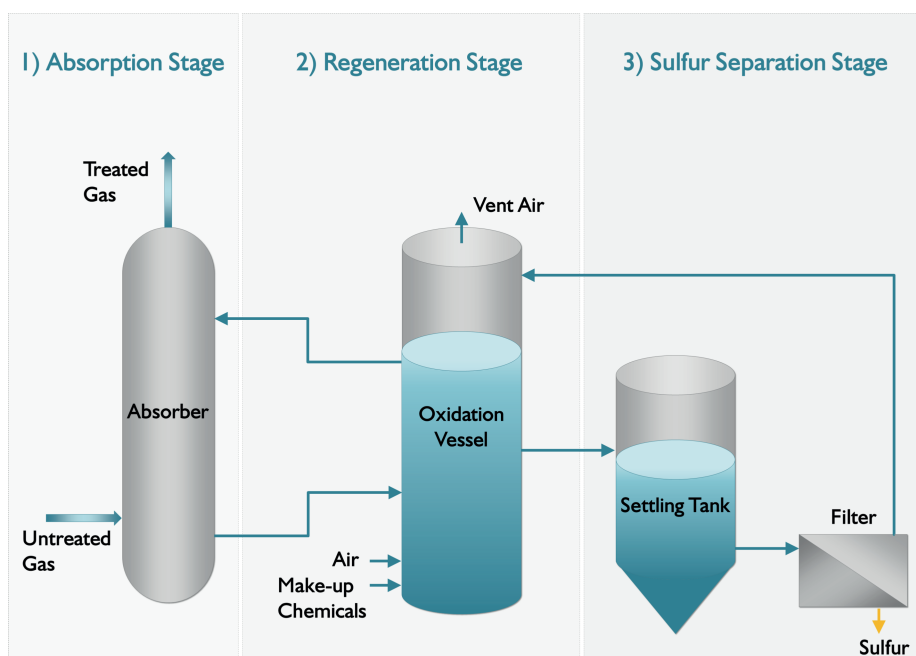 1) Absorption Stage
2) Regeneration Stage
3) Sulfur Separation Stage
Treated
Gas
Vent Air
Absorber
Oxidation
Vessel
Settling Tank
Filter
Untreated
Gas
Air
Make-up
Chemicals
Sulfur